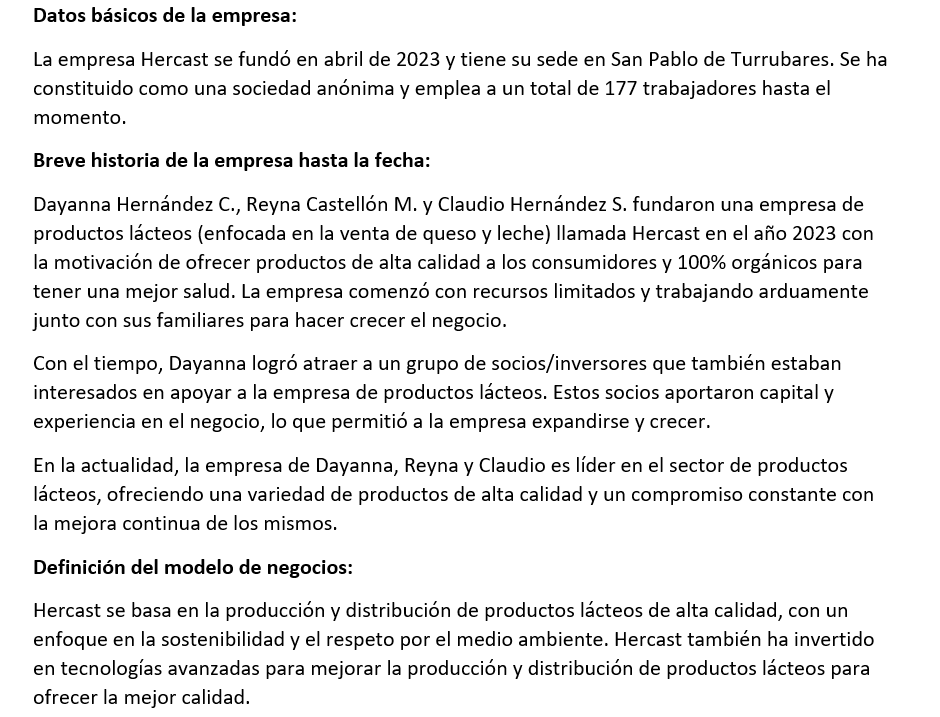 Datos básicos de la empresa:
La empresa Hercast se fundó en abril de 2023 y tiene su sede en San Pablo de Turrubares. Se ha
constituido como una sociedad anónima y emplea a un total de 177 trabajadores hasta el
momento.
Breve historia de la empresa hasta la fecha:
Dayanna Hernández C., Reyna Castellón M. y Claudio Hernández S. fundaron una empresa de
productos lácteos (enfocada en la venta de queso y leche) llamada Hercast en el año 2023 con
la motivación de ofrecer productos de alta calidad a los consumidores y 100% orgánicos para
tener una mejor salud. La empresa comenzó con recursos limitados y trabajando arduamente
junto con sus familiares para hacer crecer el negocio.
Con el tiempo, Dayanna logró atraer a un grupo de socios/inversores que también estaban
interesados en apoyar a la empresa de productos lácteos. Estos socios aportaron capital y
experiencia en el negocio, lo que permitió a la empresa expandirse y crecer.
En la actualidad, la empresa de Dayanna, Reyna y Claudio es líder en el sector de productos
lácteos, ofreciendo una variedad de productos de alta calidad y un compromiso constante con
la mejora continua de los mismos.
Definición del modelo de negocios:
Hercast se basa en la producción y distribución de productos lácteos de alta calidad, con un
enfoque en la sostenibilidad y el respeto por el medio ambiente. Hercast también ha invertido
en tecnologías avanzadas para mejorar la producción y distribución de productos lácteos para
ofrecer la mejor calidad.